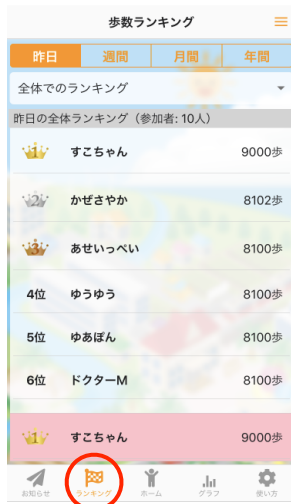 歩数ランキング
昨日 週間 月間 年間
全体でのランキング
昨日の全体ランキング（参加者: 10人）
1 すこちゃん 9000歩
2 かぜさやか 8102歩
3 あせいっぺい 8100歩
4位 ゆうゆう 8100歩
5位 ゆあぽん 8100歩
6位 ドクターM 8100歩
1 すこちゃん 9000歩
お知らせ ランキング ホーム グラフ 使い方